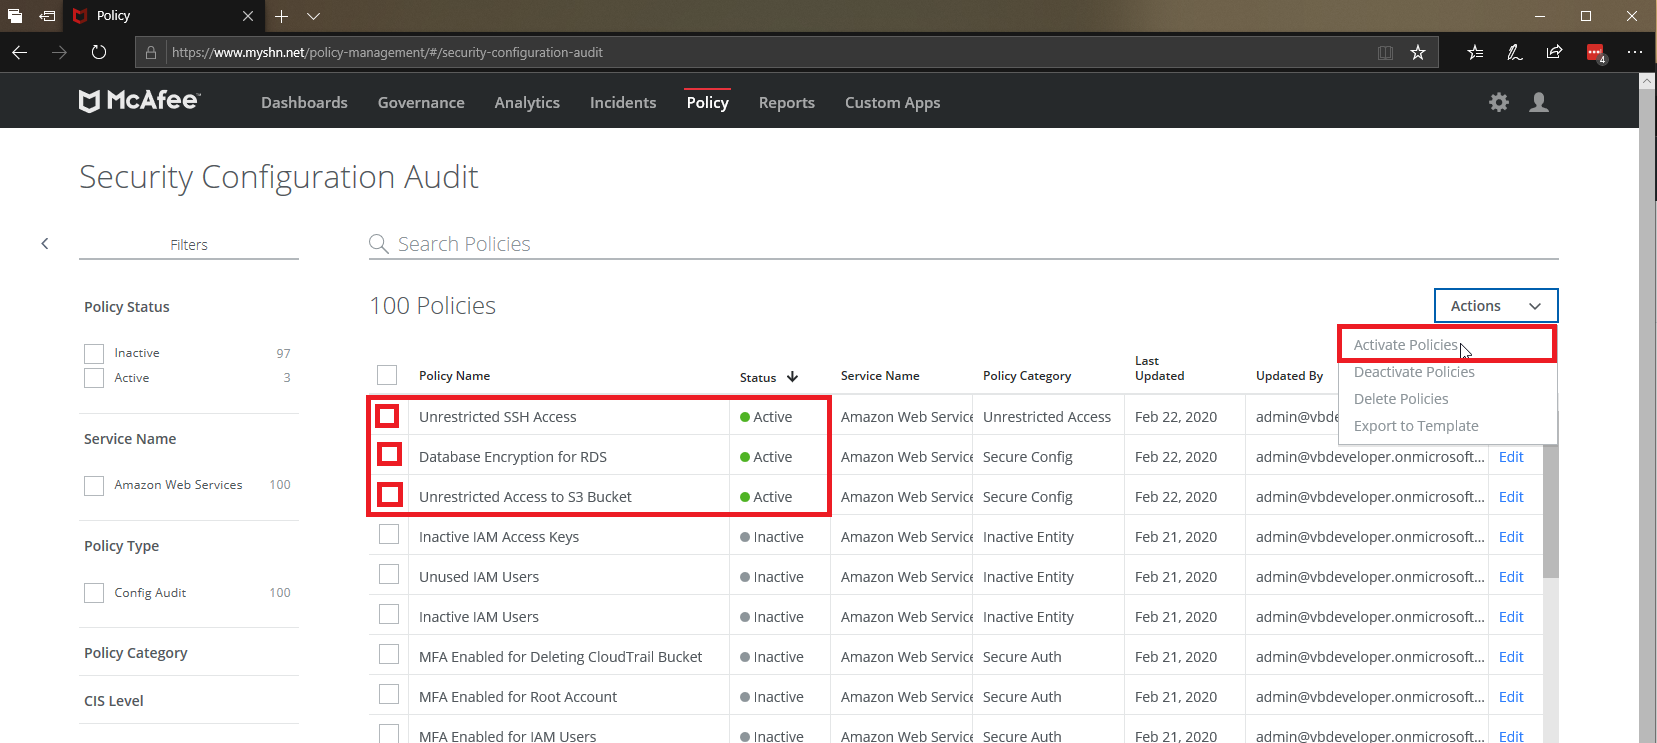 Policy
https://www.myshn.net/policy-management/#/security-configuration-audit
4
McAfee™
Dashboards Governance Analytics Incidents Policy Reports Custom Apps
Security Configuration Audit
Filters
Search Policies
Policy Status
Inactive 97
Active 3
Service Name
Amazon Web Services 100
Policy Type
Config Audit 100
Policy Category
CIS Level
100 Policies
Actions
Activate Policies
Deactivate Policies
Delete Policies
Export to Template
Policy Name Status Service Name Policy Category Last Updated Updated By
Unrestricted SSH Access Active Amazon Web Service Unrestricted Access Feb 22, 2020 admin@vbde
Database Encryption for RDS Active Amazon Web Service Secure Config Feb 22, 2020 admin@vbdeveloper.onmicrosoft... Edit
Unrestricted Access to S3 Bucket Active Amazon Web Service Secure Config Feb 22, 2020 admin@vbdeveloper.onmicrosoft... Edit
Inactive IAM Access Keys Inactive Amazon Web Service Inactive Entity Feb 21, 2020 admin@vbdeveloper.onmicrosoft... Edit
Unused IAM Users Inactive Amazon Web Service Inactive Entity Feb 21, 2020 admin@vbdeveloper.onmicrosoft... Edit
Inactive IAM Users Inactive Amazon Web Service Inactive Entity Feb 21, 2020 admin@vbdeveloper.onmicrosoft... Edit
MFA Enabled for Deleting CloudTrail Bucket Inactive Amazon Web Service Secure Auth Feb 21, 2020 admin@vbdeveloper.onmicrosoft... Edit
MFA Enabled for Root Account Inactive Amazon Web Service Secure Auth Feb 21, 2020 admin@vbdeveloper.onmicrosoft... Edit
MFA Enabled for IAM Users Inactive Amazon Web Service Secure Auth Feb 21, 2020 admin@vbdeveloper.onmicrosoft... Edit